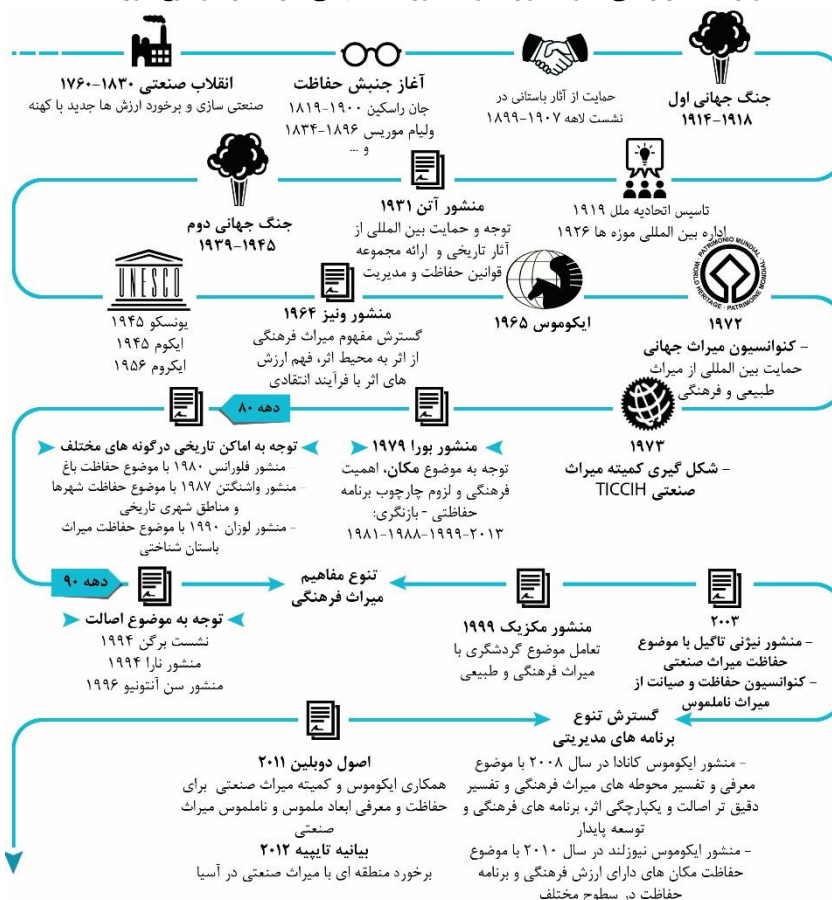 انقلاب صنعتی ۱۸۳۰-۱۷۶۰
صنعتی سازی و برخورد ارزش ها جدید با کهنه
آغاز جنبش حفاظت
جان راسکین ۱۹۰۰-۱۸۱۹
ولیام موریس ۱۸۹۶-۱۸۳۴
و ...
حمایت از آثار باستانی در
نشست لاهه ۱۹۰۷-۱۸۹۹
جنگ جهانی اول
۱۹۱۴-۱۹۱۸
تاسیس اتحادیه ملل ۱۹۱۹
اداره بین المللی موزه ها ۱۹۲۶
منشور آتن ۱۹۳۱
توجه و حمایت بین المللی از
آثار تاریخی و ارائه مجموعه
قوانین حفاظت و مدیریت
جنگ جهانی دوم
۱۹۳۹-۱۹۴۵
UNESCO
یونسکو ۱۹۴۵
ایکوم ۱۹۴۵
ایکروم ۱۹۵۶
منشور ونیز ۱۹۶۴
گسترش مفهوم میراث فرهنگی
از اثر به محیط اثر، فهم ارزش
های اثر با فرآیند انتقادی
ایکوموس ۱۹۶۵
WORLD HERITAGE · PATRIMOINE MONDIAL · PATRIMONIO MUNDIAL
۱۹۷۲
- کنوانسیون میراث جهانی
حمایت بین المللی از میراث
طبیعی و فرهنگی
۱۹۷۳
- شکل گیری کمیته میراث
صنعتی TICCIH
منشور بورا ۱۹۷۹
توجه به موضوع مکان، اهمیت
فرهنگی و لزوم چارچوب برنامه
حفاظتی - بازنگری:
۱۹۸۱-۱۹۸۸-۱۹۹۹-۲۰۱۳
دهه ۸۰
توجه به اماکن تاریخی درگونه های مختلف
- منشور فلورانس ۱۹۸۰ با موضوع حفاظت باغ
- منشور واشنگتن ۱۹۸۷ با موضوع حفاظت شهرها
و مناطق شهری تاریخی
- منشور لوزان ۱۹۹۰ با موضوع حفاظت میراث
باستان شناختی
دهه ۹۰
توجه به موضوع اصالت
نشست برگن ۱۹۹۴
منشور نارا ۱۹۹۴
منشور سن آنتونیو ۱۹۹۶
تنوع مفاهیم
میراث فرهنگی
منشور مکزیک ۱۹۹۹
تعامل موضوع گردشگری با
میراث فرهنگی و طبیعی
۲۰۰۳
- منشور نیژنی تاگیل با موضوع
حفاظت میراث صنعتی
- کنوانسیون حفاظت و صیانت از
میراث ناملموس
گسترش تنوع
برنامه های مدیریتی
- منشور ایکوموس کانادا در سال ۲۰۰۸ با موضوع
معرفی و تفسیر محوطه های میراث فرهنگی و تفسیر
دقیق تر اصالت و یکپارچگی اثر، برنامه های فرهنگی و
توسعه پایدار
- منشور ایکوموس نیوزلند در سال ۲۰۱۰ با موضوع
حفاظت مکان های دارای ارزش فرهنگی و برنامه
حفاظت در سطوح مختلف
اصول دوبلین ۲۰۱۱
همکاری ایکوموس و کمیته میراث صنعتی برای
حفاظت و معرفی ابعاد ملموس و ناملموس میراث
صنعتی
بیانیه تایپیه ۲۰۱۲
برخورد منطقه ای با میراث صنعتی در آسیا